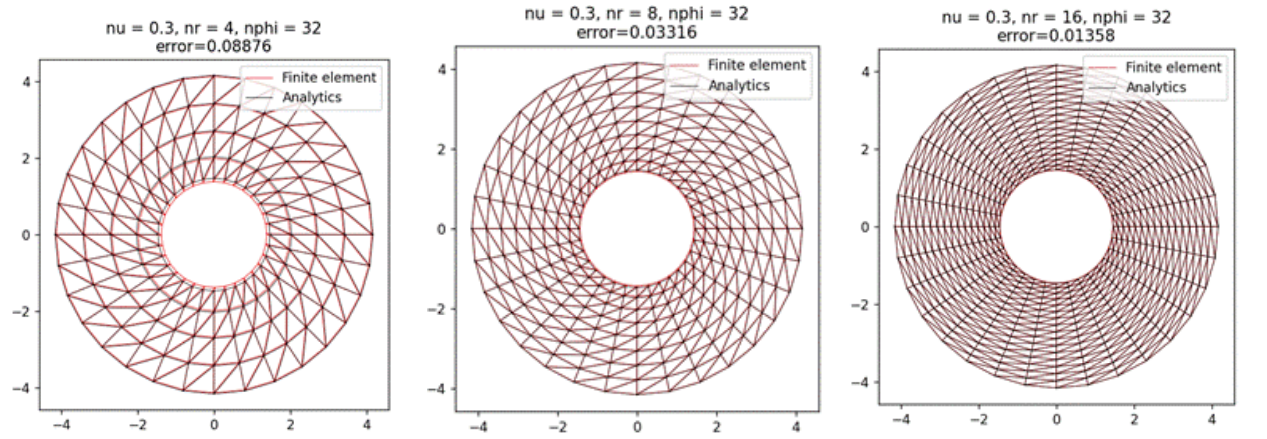 nu = 0.3, nr = 4, nphi = 32
error=0.08876
Finite element
Analytics
4
2
0
−2
−4
−4 −2 0 2 4
nu = 0.3, nr = 8, nphi = 32
error=0.03316
Finite element
Analytics
4
2
0
−2
−4
−4 −2 0 2 4
nu = 0.3, nr = 16, nphi = 32
error=0.01358
Finite element
Analytics
4
2
0
−2
−4
−4 −2 0 2 4